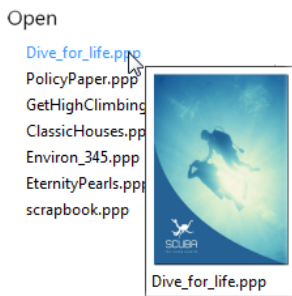 Open
Dive_for_life.ppp
PolicyPaper.ppp
GetHighClimbing
ClassicHouses.pp
Environ_345.ppp
EternityPearls.ppp
scrapbook.ppp
SCUBA
Dive_for_life.ppp